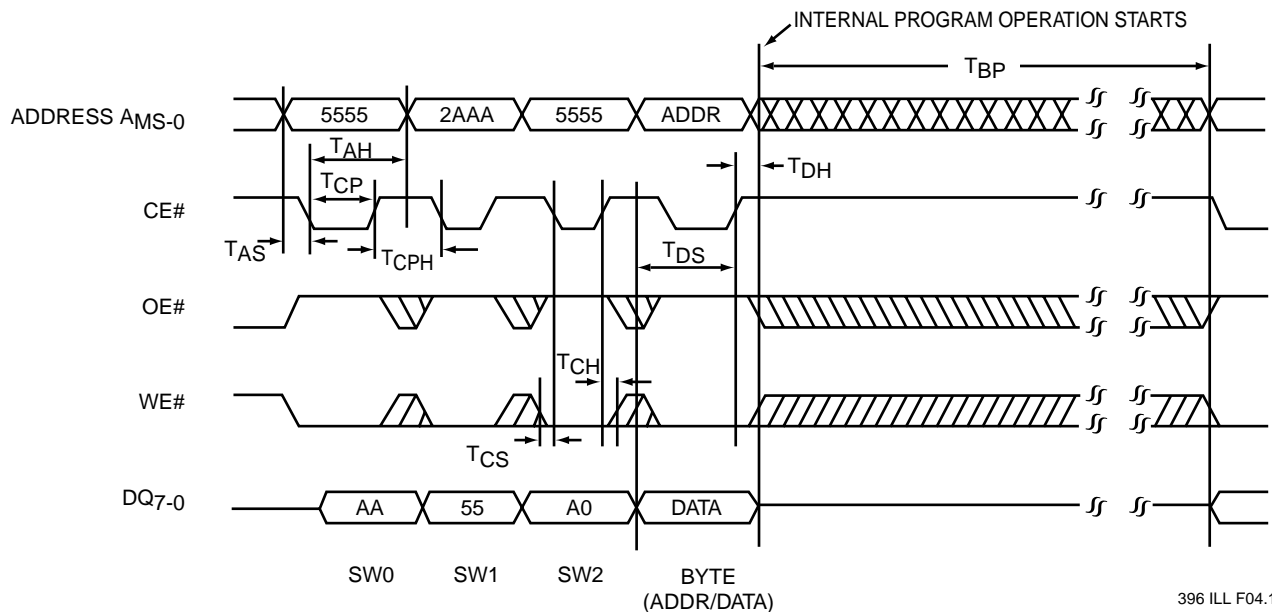 INTERNAL PROGRAM OPERATION STARTS
TBP
ADDRESS AMS-0
5555
2AAA
5555
ADDR
TAH
TDH
TCP
CE#
TAS
TCPH
TDS
OE#
TCH
WE#
TCS
DQ7-0
AA
55
A0
DATA
SW0
SW1
SW2
BYTE
(ADDR/DATA)
396 ILL F04.1